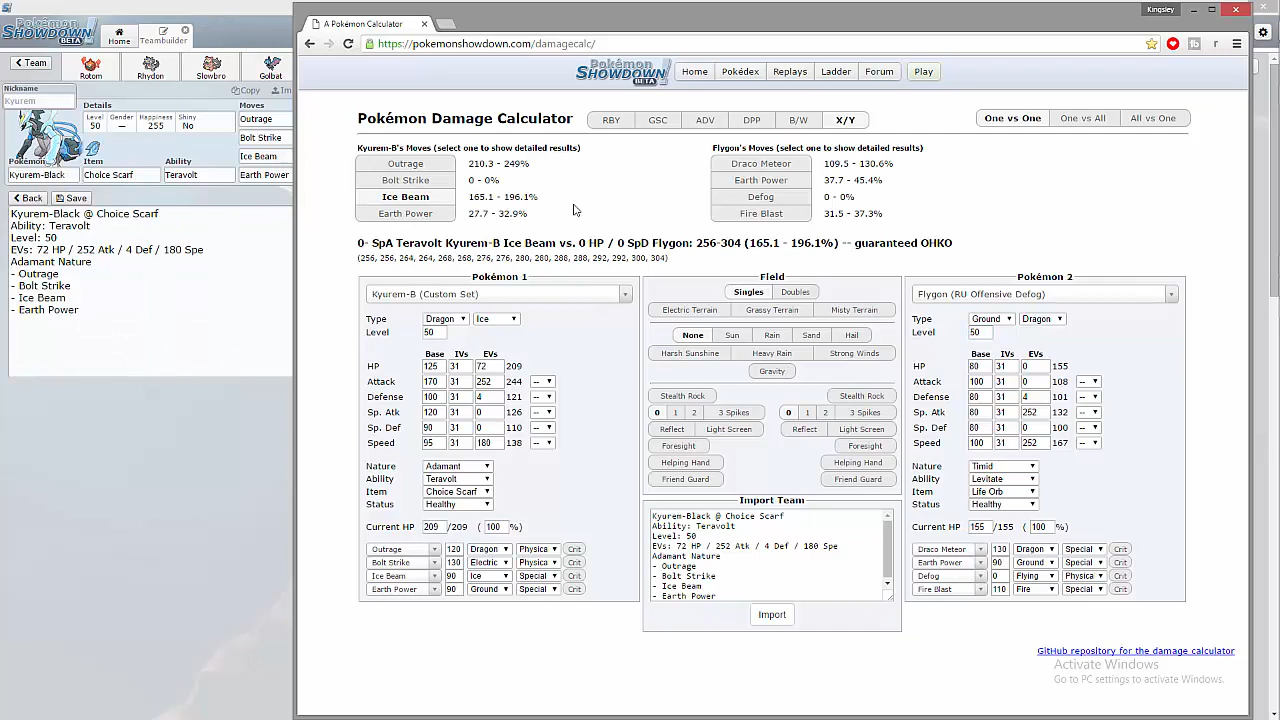 Kingsley
A Pokémon Calculator
https://pokemonshowdown.com/damagecalc/
Pokémon
SHOWDOWN
BETA
Home
Teambuilder
Team
Rotom
Rhydon
Slowbro
Golbat
Nickname
Kyurem
Copy
Details
Level Gender Happiness Shiny
50 — 255 No
Moves
Outrage
Bolt Strike
Ice Beam
Earth Power
Pokémon Item Ability
Kyurem-Black Choice Scarf Teravolt
Back Save
Kyurem-Black @ Choice Scarf
Ability: Teravolt
Level: 50
EVs: 72 HP / 252 Atk / 4 Def / 180 Spe
Adamant Nature
- Outrage
- Bolt Strike
- Ice Beam
- Earth Power
Pokémon SHOWDOWN BETA Home Pokédex Replays Ladder Forum Play
Pokémon Damage Calculator RBY GSC ADV DPP B/W X/Y One vs One One vs All All vs One
Kyurem-B's Moves (select one to show detailed results) Flygon's Moves (select one to show detailed results)
Outrage 210.3 - 249% Draco Meteor 109.5 - 130.6%
Bolt Strike 0 - 0% Earth Power 37.7 - 45.4%
Ice Beam 165.1 - 196.1% Defog 0 - 0%
Earth Power 27.7 - 32.9% Fire Blast 31.5 - 37.3%
0- SpA Teravolt Kyurem-B Ice Beam vs. 0 HP / 0 SpD Flygon: 256-304 (165.1 - 196.1%) -- guaranteed OHKO
(256, 256, 264, 264, 268, 268, 276, 276, 280, 280, 288, 288, 292, 292, 300, 304)
Pokémon 1
Kyurem-B (Custom Set)
Type Dragon Ice
Level 50
Base IVs EVs
HP 125 31 72 209
Attack 170 31 252 244 --
Defense 100 31 4 121 --
Sp. Atk 120 31 0 126 --
Sp. Def 90 31 0 110 --
Speed 95 31 180 138 --
Nature Adamant
Ability Teravolt
Item Choice Scarf
Status Healthy
Current HP 209 /209 ( 100 %)
Outrage 120 Dragon Physica Crit
Bolt Strike 130 Electric Physica Crit
Ice Beam 90 Ice Special Crit
Earth Power 90 Ground Special Crit
Field
Singles Doubles
Electric Terrain Grassy Terrain Misty Terrain
None Sun Rain Sand Hail
Harsh Sunshine Heavy Rain Strong Winds
Gravity
Stealth Rock Stealth Rock
0 1 2 3 Spikes 0 1 2 3 Spikes
Reflect Light Screen Reflect Light Screen
Foresight Foresight
Helping Hand Helping Hand
Friend Guard Friend Guard
Import Team
Kyurem-Black @ Choice Scarf
Ability: Teravolt
Level: 50
EVs: 72 HP / 252 Atk / 4 Def / 180 Spe
Adamant Nature
- Outrage
- Bolt Strike
- Ice Beam
- Earth Power
Import
Pokémon 2
Flygon (RU Offensive Defog)
Type Ground Dragon
Level 50
Base IVs EVs
HP 80 31 0 155
Attack 100 31 0 108 --
Defense 80 31 4 101 --
Sp. Atk 80 31 252 132 --
Sp. Def 80 31 0 100 --
Speed 100 31 252 167 --
Nature Timid
Ability Levitate
Item Life Orb
Status Healthy
Current HP 155 /155 ( 100 %)
Draco Meteor 130 Dragon Special Crit
Earth Power 90 Ground Special Crit
Defog 0 Flying Physica Crit
Fire Blast 110 Fire Special Crit
GitHub repository for the damage calculator
Activate Windows
Go to PC settings to activate Windows.